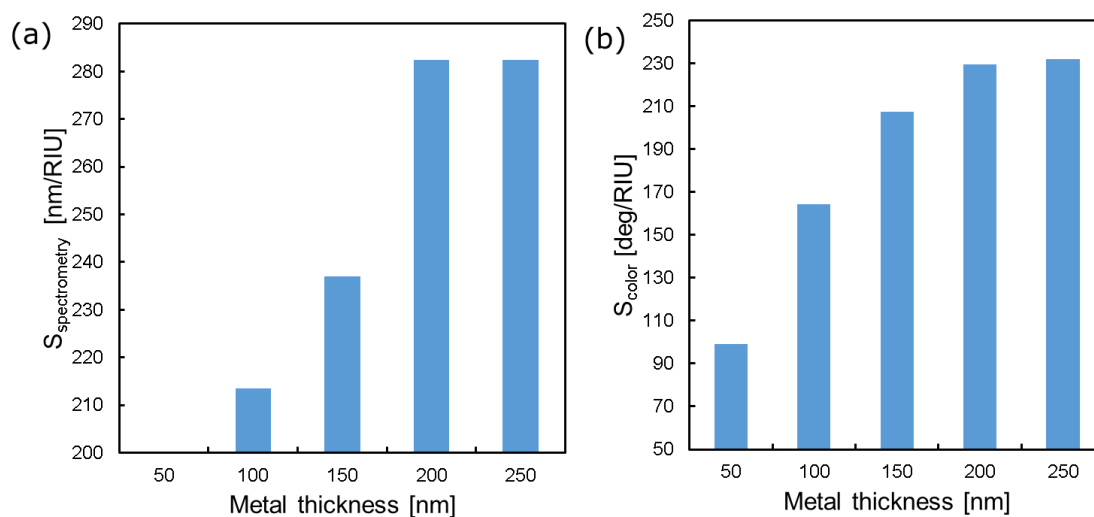 (a)
290
280
270
260
250
240
230
220
210
200
S_spectrometry [nm/RIU]
50 100 150 200 250
Metal thickness [nm]
(b)
250
230
210
190
170
150
130
110
90
70
50
S_color [deg/RIU]
50 100 150 200 250
Metal thickness [nm]